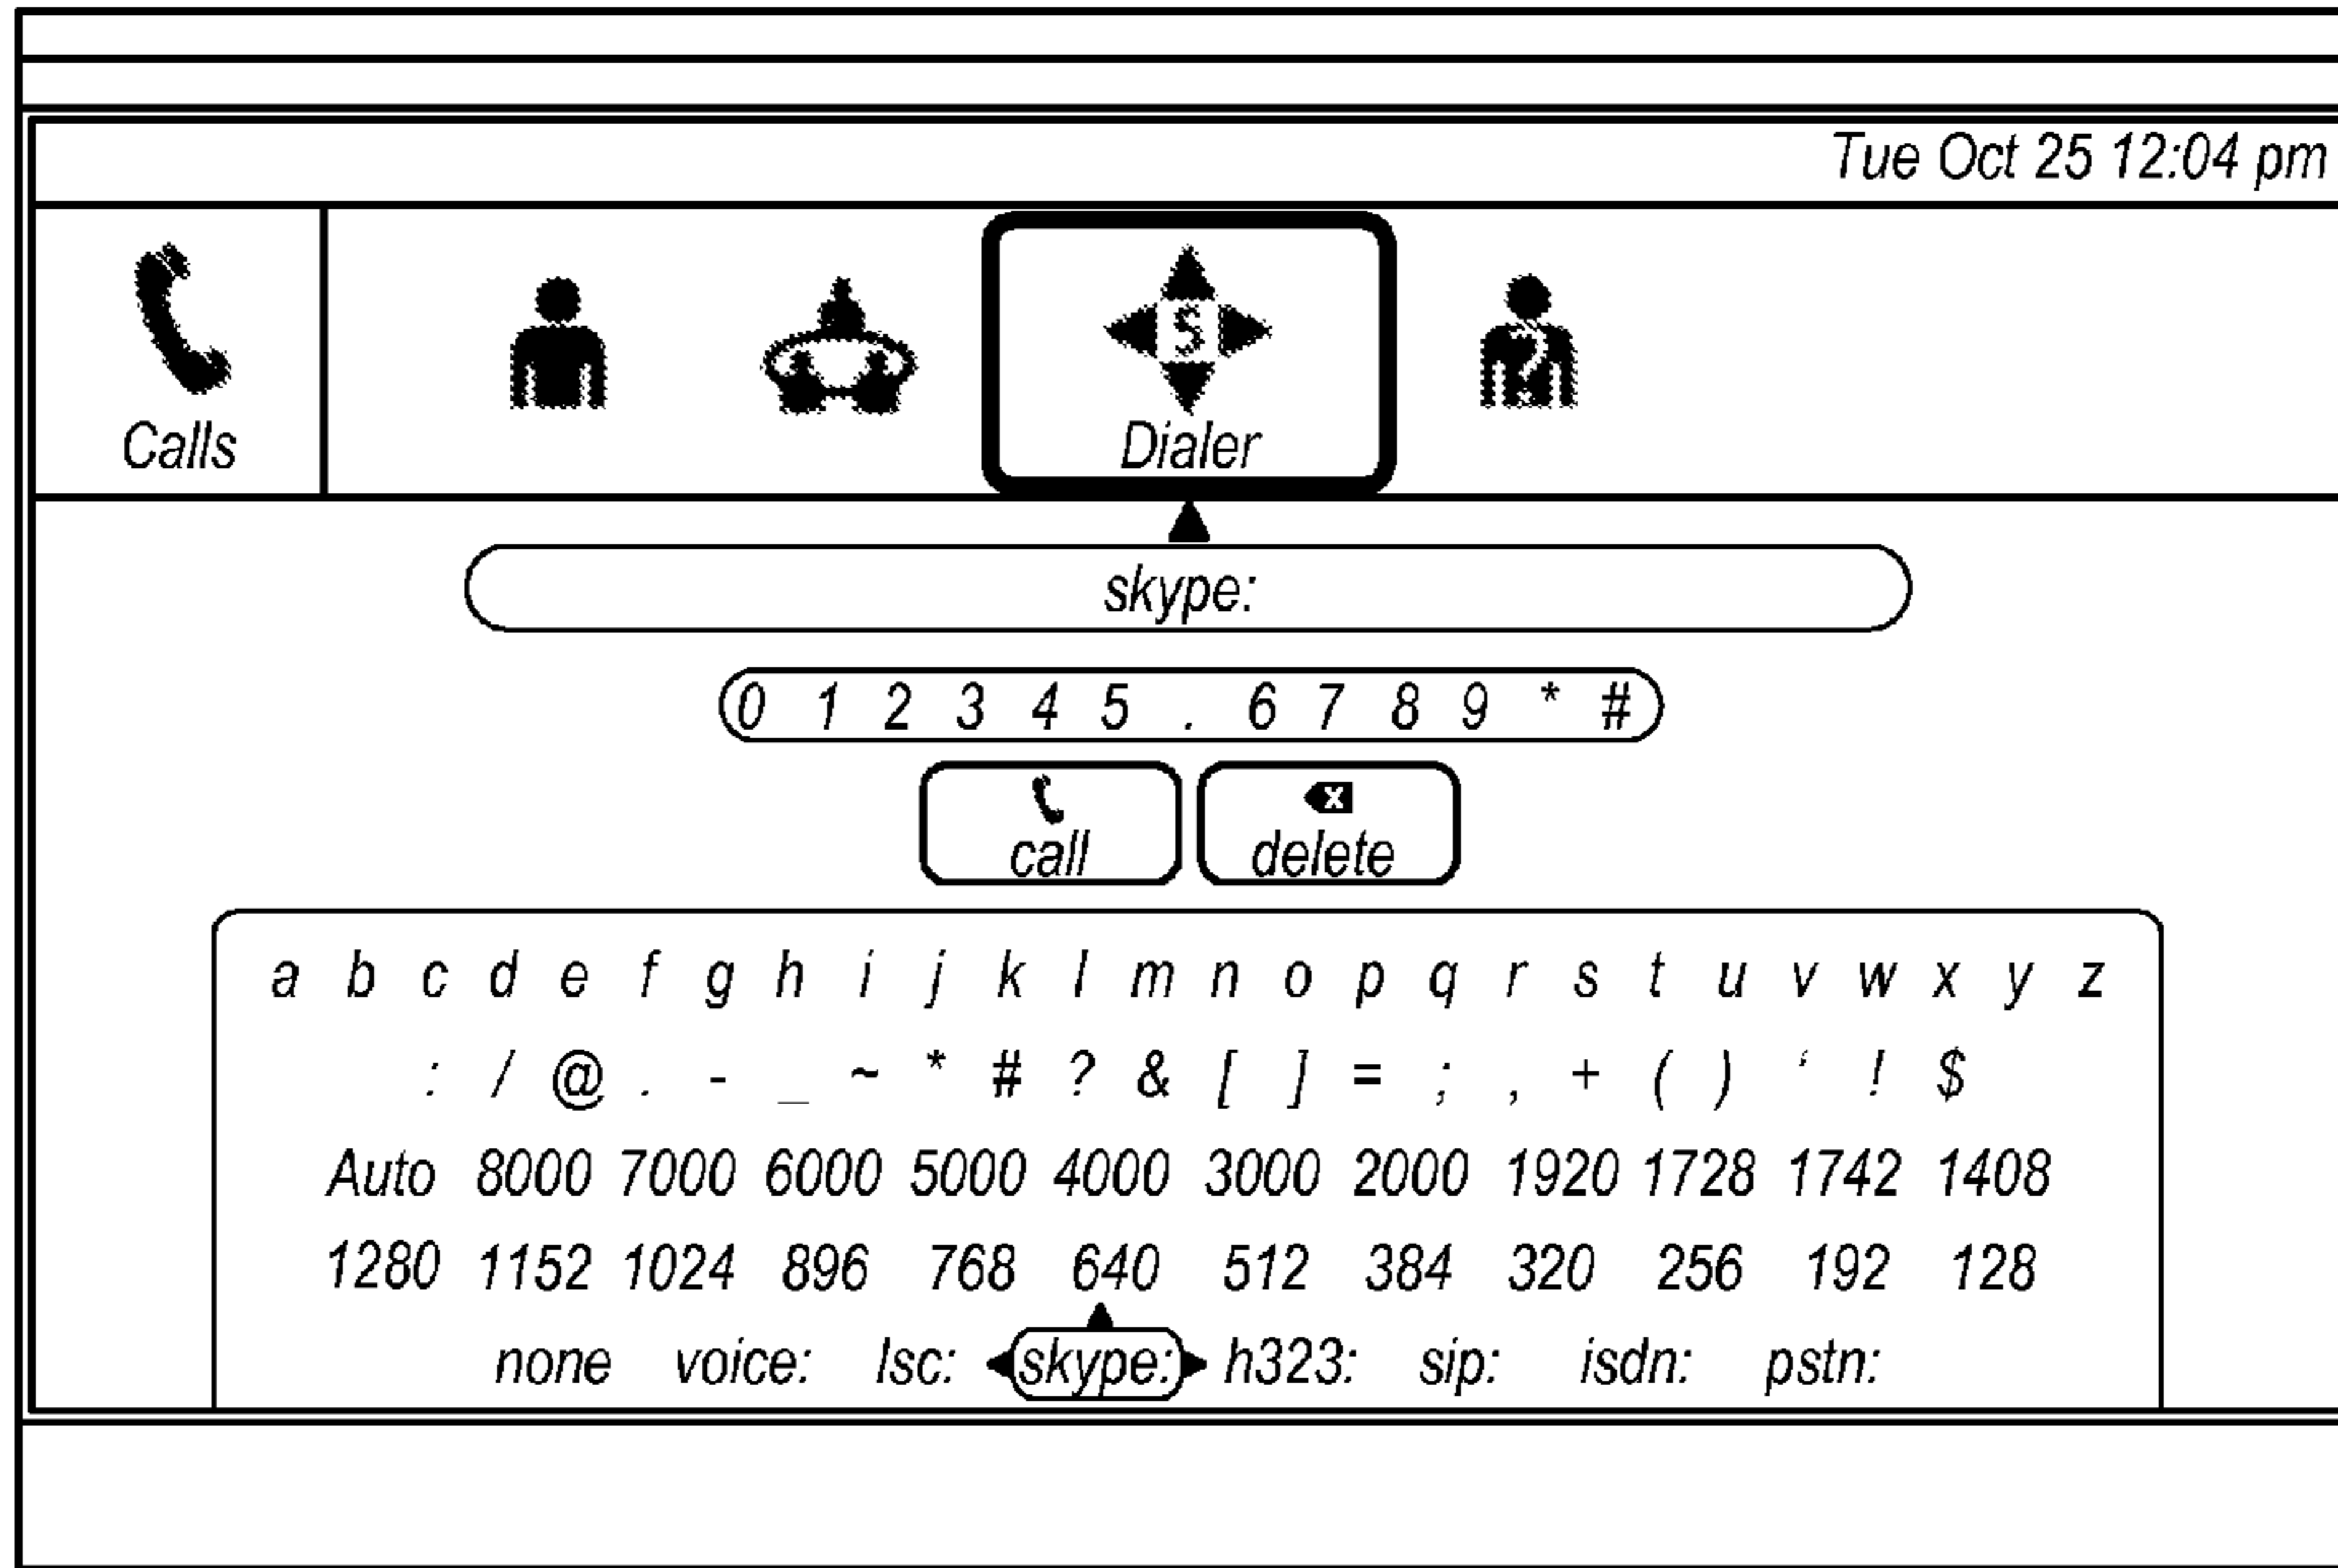 Tue Oct 25 12:04 pm
S
Calls
Dialer
skype:
0 1 2 3 4 5 . 6 7 8 9 * #
call delete
a b c d e f g h i j k l m n o p q r s t u v w x y z
: / @ . - _ ~ * # ? & [ ] = ; , + ( ) ‘ ! $
Auto 8000 7000 6000 5000 4000 3000 2000 1920 1728 1742 1408
1280 1152 1024 896 768 640 512 384 320 256 192 128
none voice: lsc: skype: h323: sip: isdn: pstn: